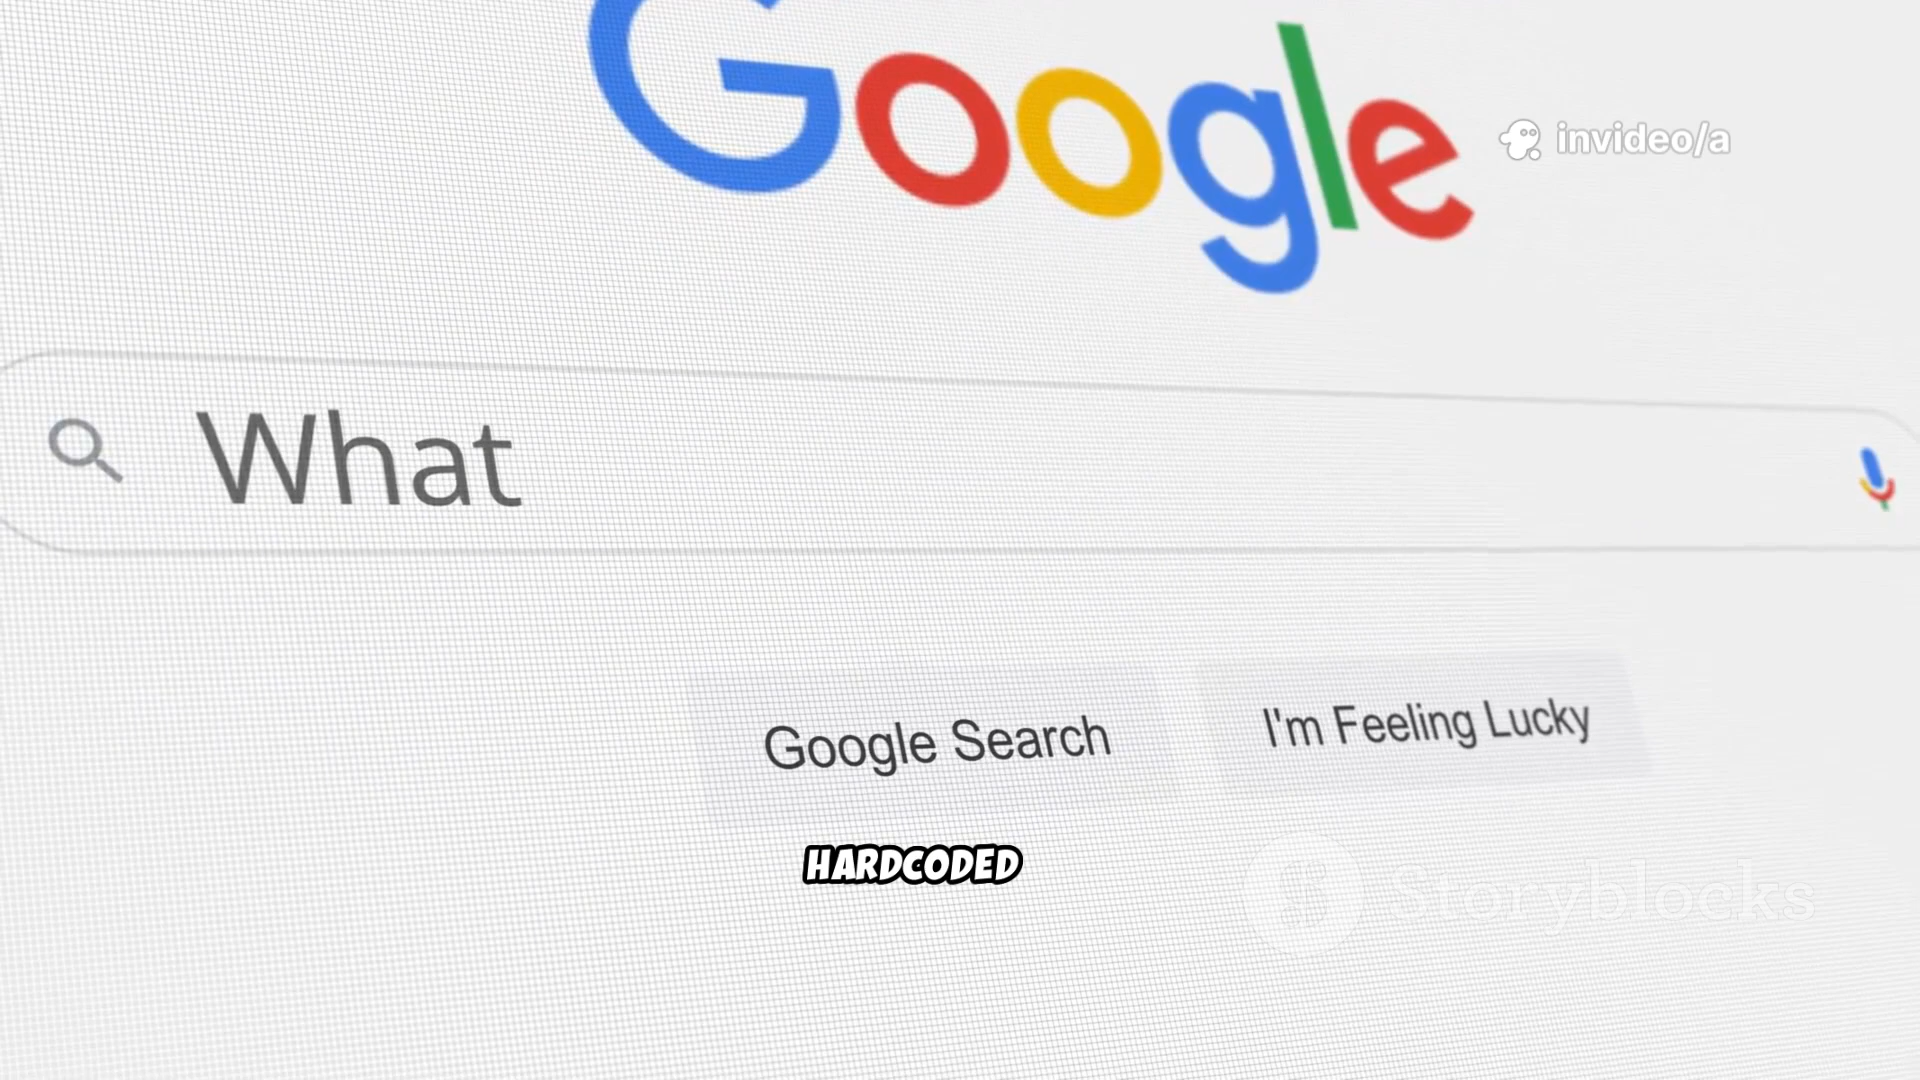 Google
invideo/a
What
Google Search
I'm Feeling Lucky
HARDCODED
Storyblocks